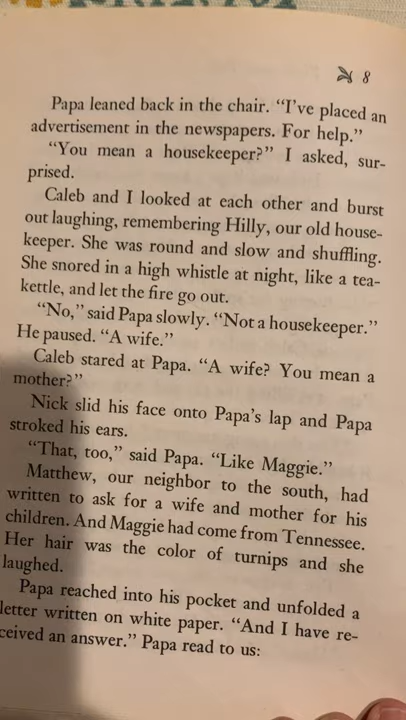 8
Papa leaned back in the chair. “I’ve placed an
advertisement in the newspapers. For help.”
“You mean a housekeeper?” I asked, sur-
prised.
Caleb and I looked at each other and burst
out laughing, remembering Hilly, our old house-
keeper. She was round and slow and shuffling.
She snored in a high whistle at night, like a tea-
kettle, and let the fire go out.
“No,” said Papa slowly. “Not a housekeeper.”
He paused. “A wife.”
Caleb stared at Papa. “A wife? You mean a
mother?”
Nick slid his face onto Papa’s lap and Papa
stroked his ears.
“That, too,” said Papa. “Like Maggie.”
Matthew, our neighbor to the south, had
written to ask for a wife and mother for his
children. And Maggie had come from Tennessee.
Her hair was the color of turnips and she
laughed.
Papa reached into his pocket and unfolded a
letter written on white paper. “And I have re-
ceived an answer.” Papa read to us: